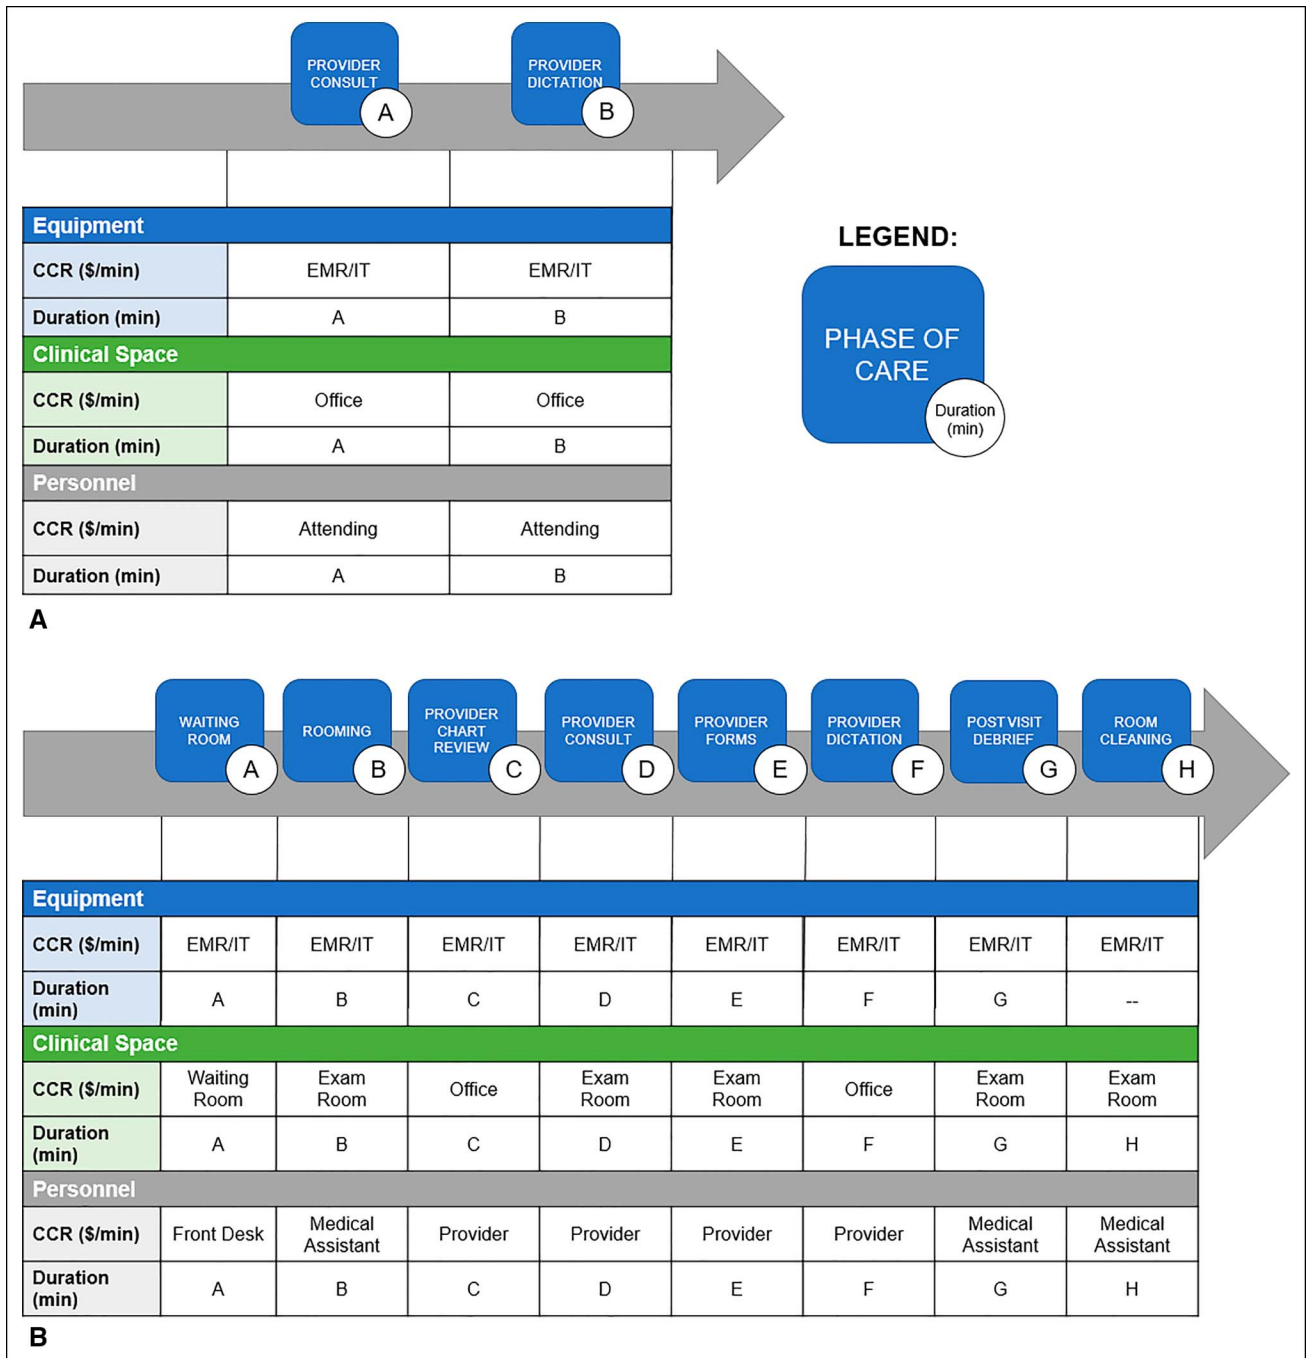 PROVIDER
CONSULT
A
PROVIDER
DICTATION
B
Equipment
CCR ($/min) EMR/IT EMR/IT
Duration (min) A B
Clinical Space
CCR ($/min) Office Office
Duration (min) A B
Personnel
CCR ($/min) Attending Attending
Duration (min) A B
LEGEND:
PHASE OF
CARE
Duration
(min)
A
WAITING
ROOM
A
ROOMING
B
PROVIDER
CHART
REVIEW
C
PROVIDER
CONSULT
D
PROVIDER
FORMS
E
PROVIDER
DICTATION
F
POST VISIT
DEBRIEF
G
ROOM
CLEANING
H
Equipment
CCR ($/min) EMR/IT EMR/IT EMR/IT EMR/IT EMR/IT EMR/IT EMR/IT EMR/IT
Duration
(min) A B C D E F G --
Clinical Space
CCR ($/min) Waiting Room Exam Room Office Exam Room Exam Room Office Exam Room Exam Room
Duration
(min) A B C D E F G H
Personnel
CCR ($/min) Front Desk Medical Assistant Provider Provider Provider Provider Medical Assistant Medical Assistant
Duration
(min) A B C D E F G H
B